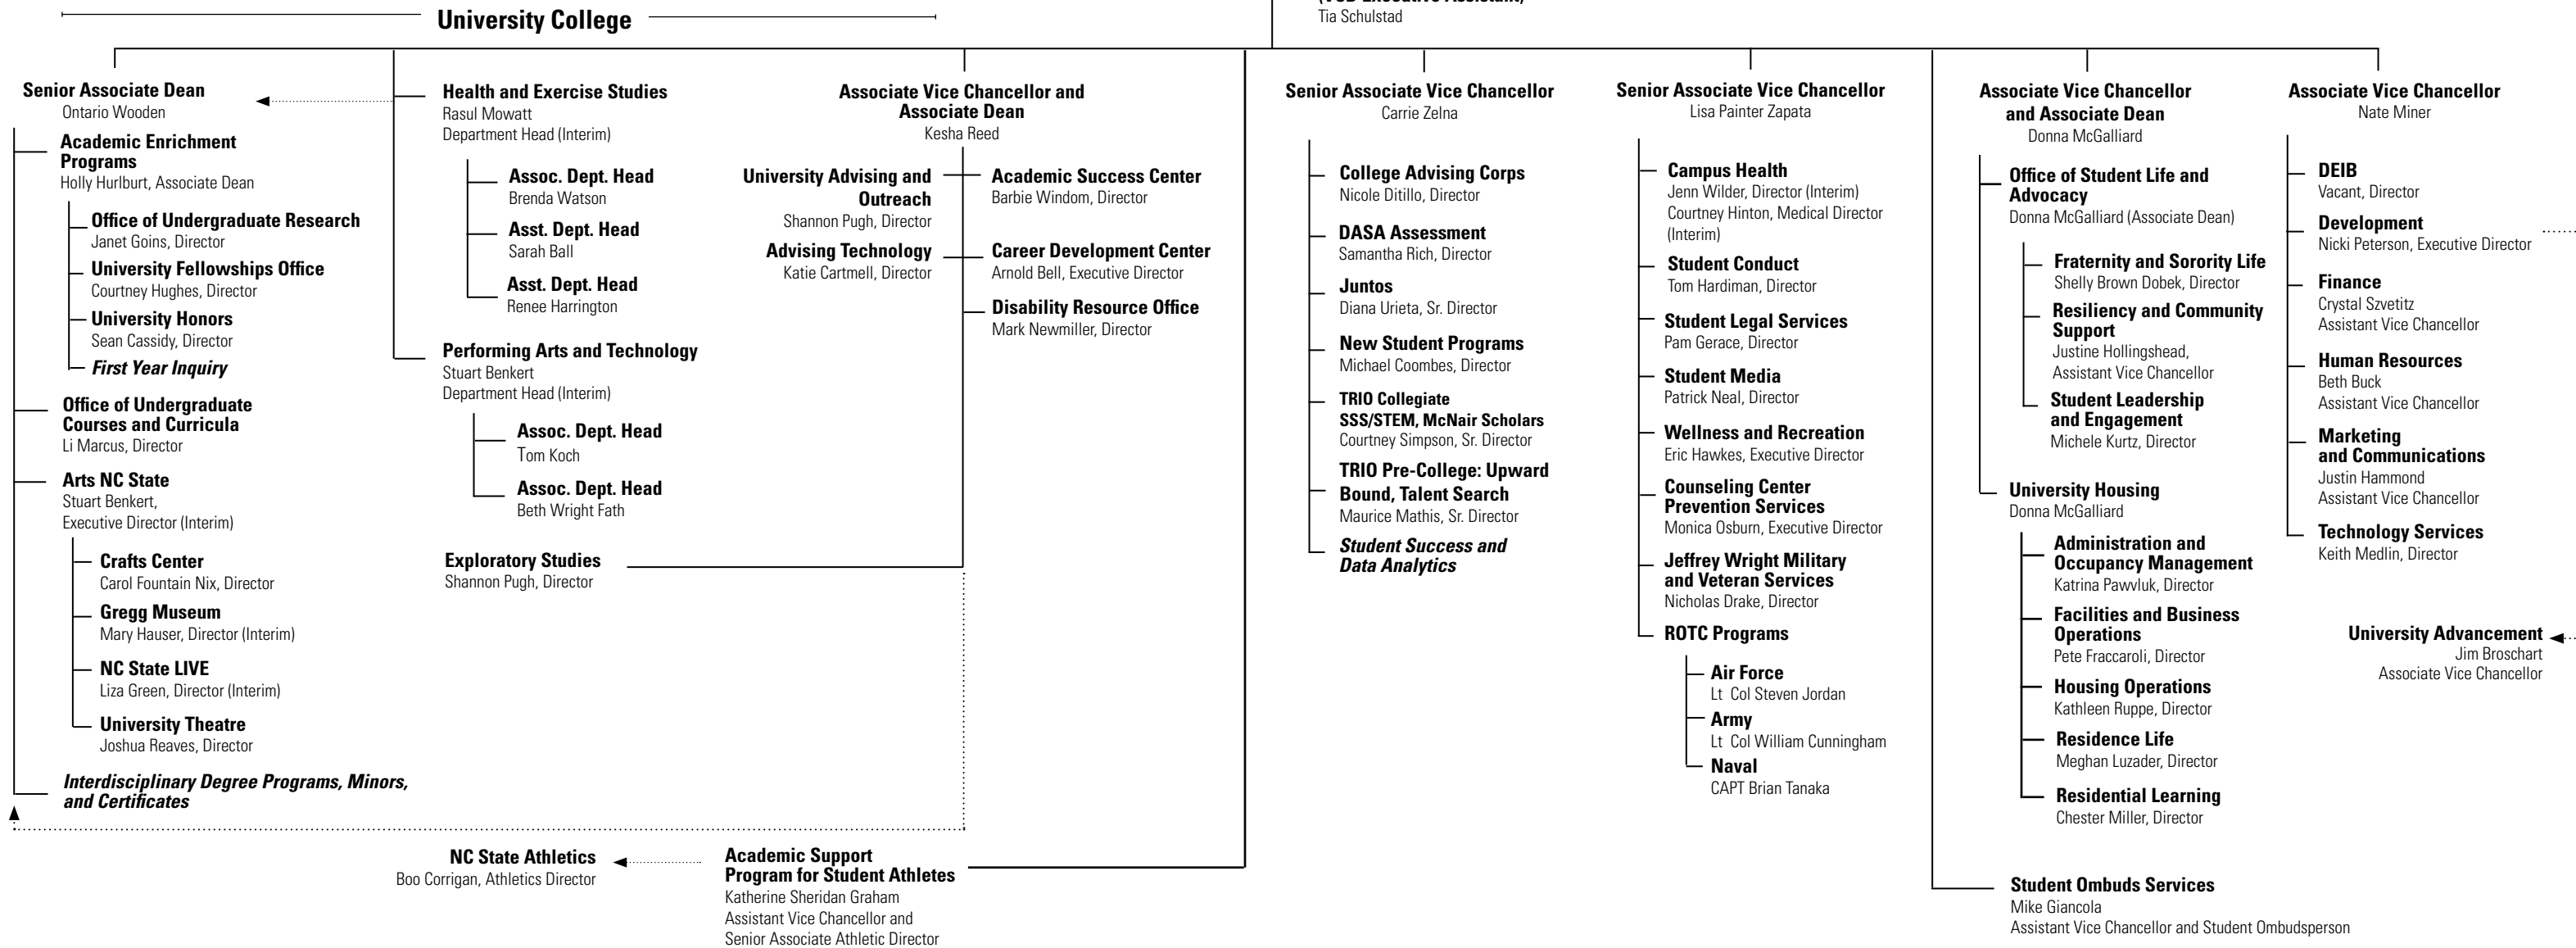 University College
Tia Schulstad
Senior Associate Dean
Ontario Wooden
Academic Enrichment
Programs
Holly Hurlburt, Associate Dean
Office of Undergraduate Research
Janet Goins, Director
University Fellowships Office
Courtney Hughes, Director
University Honors
Sean Cassidy, Director
First Year Inquiry
Office of Undergraduate
Courses and Curricula
Li Marcus, Director
Arts NC State
Stuart Benkert,
Executive Director (Interim)
Crafts Center
Carol Fountain Nix, Director
Gregg Museum
Mary Hauser, Director (Interim)
NC State LIVE
Liza Green, Director (Interim)
University Theatre
Joshua Reaves, Director
Interdisciplinary Degree Programs, Minors,
and Certificates
Health and Exercise Studies
Rasul Mowatt
Department Head (Interim)
Assoc. Dept. Head
Brenda Watson
Asst. Dept. Head
Sarah Ball
Asst. Dept. Head
Renee Harrington
Performing Arts and Technology
Stuart Benkert
Department Head (Interim)
Assoc. Dept. Head
Tom Koch
Assoc. Dept. Head
Beth Wright Fath
Exploratory Studies
Shannon Pugh, Director
Associate Vice Chancellor and
Associate Dean
Kesha Reed
University Advising and
Outreach
Shannon Pugh, Director
Advising Technology
Katie Cartmell, Director
Academic Success Center
Barbie Windom, Director
Career Development Center
Arnold Bell, Executive Director
Disability Resource Office
Mark Newmiller, Director
NC State Athletics
Boo Corrigan, Athletics Director
Academic Support
Program for Student Athletes
Katherine Sheridan Graham
Assistant Vice Chancellor and
Senior Associate Athletic Director
Senior Associate Vice Chancellor
Carrie Zelna
College Advising Corps
Nicole Ditillo, Director
DASA Assessment
Samantha Rich, Director
Juntos
Diana Urieta, Sr. Director
New Student Programs
Michael Coombes, Director
TRIO Collegiate
SSS/STEM, McNair Scholars
Courtney Simpson, Sr. Director
TRIO Pre-College: Upward
Bound, Talent Search
Maurice Mathis, Sr. Director
Student Success and
Data Analytics
Senior Associate Vice Chancellor
Lisa Painter Zapata
Campus Health
Jenn Wilder, Director (Interim)
Courtney Hinton, Medical Director
(Interim)
Student Conduct
Tom Hardiman, Director
Student Legal Services
Pam Gerace, Director
Student Media
Patrick Neal, Director
Wellness and Recreation
Eric Hawkes, Executive Director
Counseling Center
Prevention Services
Monica Osburn, Executive Director
Jeffrey Wright Military
and Veteran Services
Nicholas Drake, Director
ROTC Programs
Air Force
Lt Col Steven Jordan
Army
Lt Col William Cunningham
Naval
CAPT Brian Tanaka
Associate Vice Chancellor
and Associate Dean
Donna McGalliard
Office of Student Life and
Advocacy
Donna McGalliard (Associate Dean)
Fraternity and Sorority Life
Shelly Brown Dobek, Director
Resiliency and Community
Support
Justine Hollingshead,
Assistant Vice Chancellor
Student Leadership
and Engagement
Michele Kurtz, Director
University Housing
Donna McGalliard
Administration and
Occupancy Management
Katrina Pawvluk, Director
Facilities and Business
Operations
Pete Fraccaroli, Director
Housing Operations
Kathleen Ruppe, Director
Residence Life
Meghan Luzader, Director
Residential Learning
Chester Miller, Director
Student Ombuds Services
Mike Giancola
Assistant Vice Chancellor and Student Ombudsperson
Associate Vice Chancellor
Nate Miner
DEIB
Vacant, Director
Development
Nicki Peterson, Executive Director
Finance
Crystal Szvetitz
Assistant Vice Chancellor
Human Resources
Beth Buck
Assistant Vice Chancellor
Marketing
and Communications
Justin Hammond
Assistant Vice Chancellor
Technology Services
Keith Medlin, Director
University Advancement
Jim Broschart
Associate Vice Chancellor